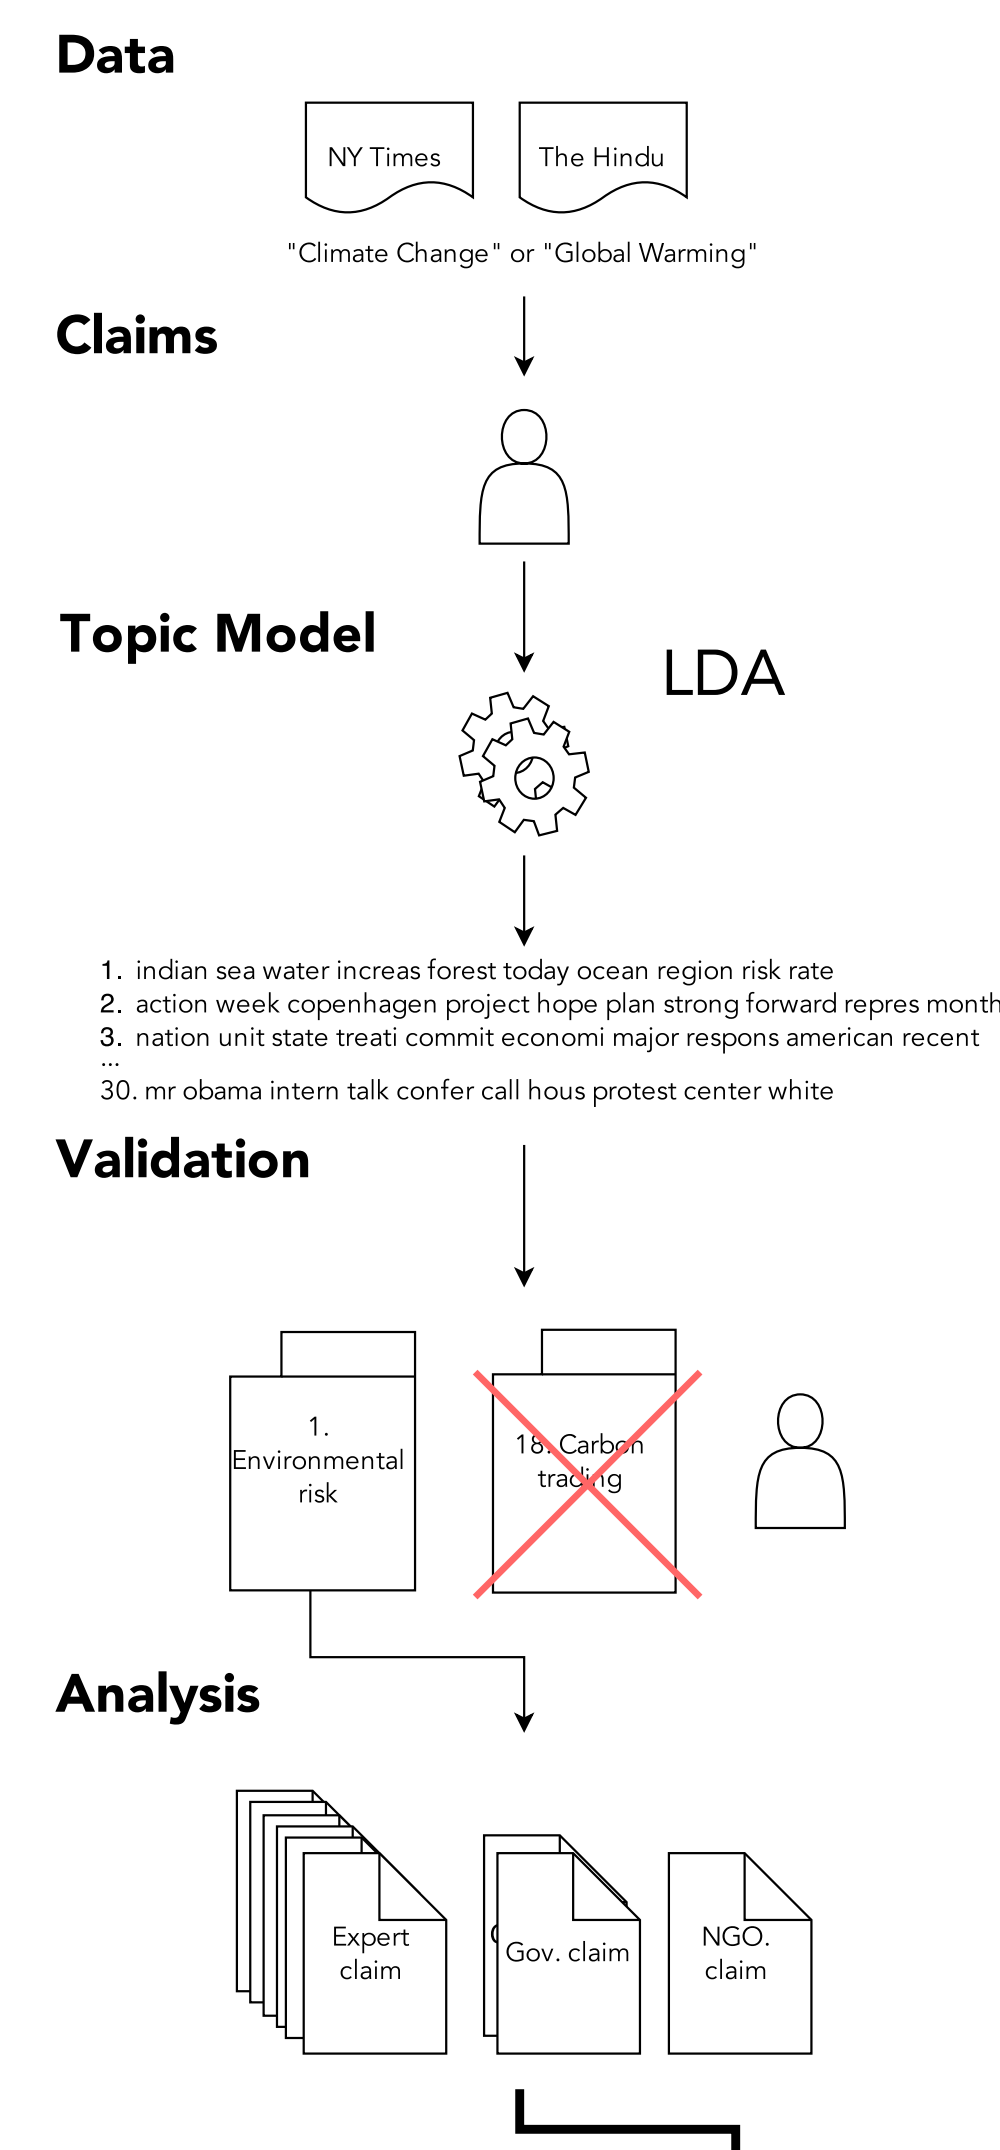 Data
NY Times
The Hindu
"Climate Change" or "Global Warming"
Claims
Topic Model
LDA
1. indian sea water increas forest today ocean region risk rate
2. action week copenhagen project hope plan strong forward repres month
3. nation unit state treati commit economi major respons american recent
...
30. mr obama intern talk confer call hous protest center white
Validation
1.
Environmental
risk
18. Carbon
trading
Analysis
Expert
claim
Gov. claim
NGO.
claim